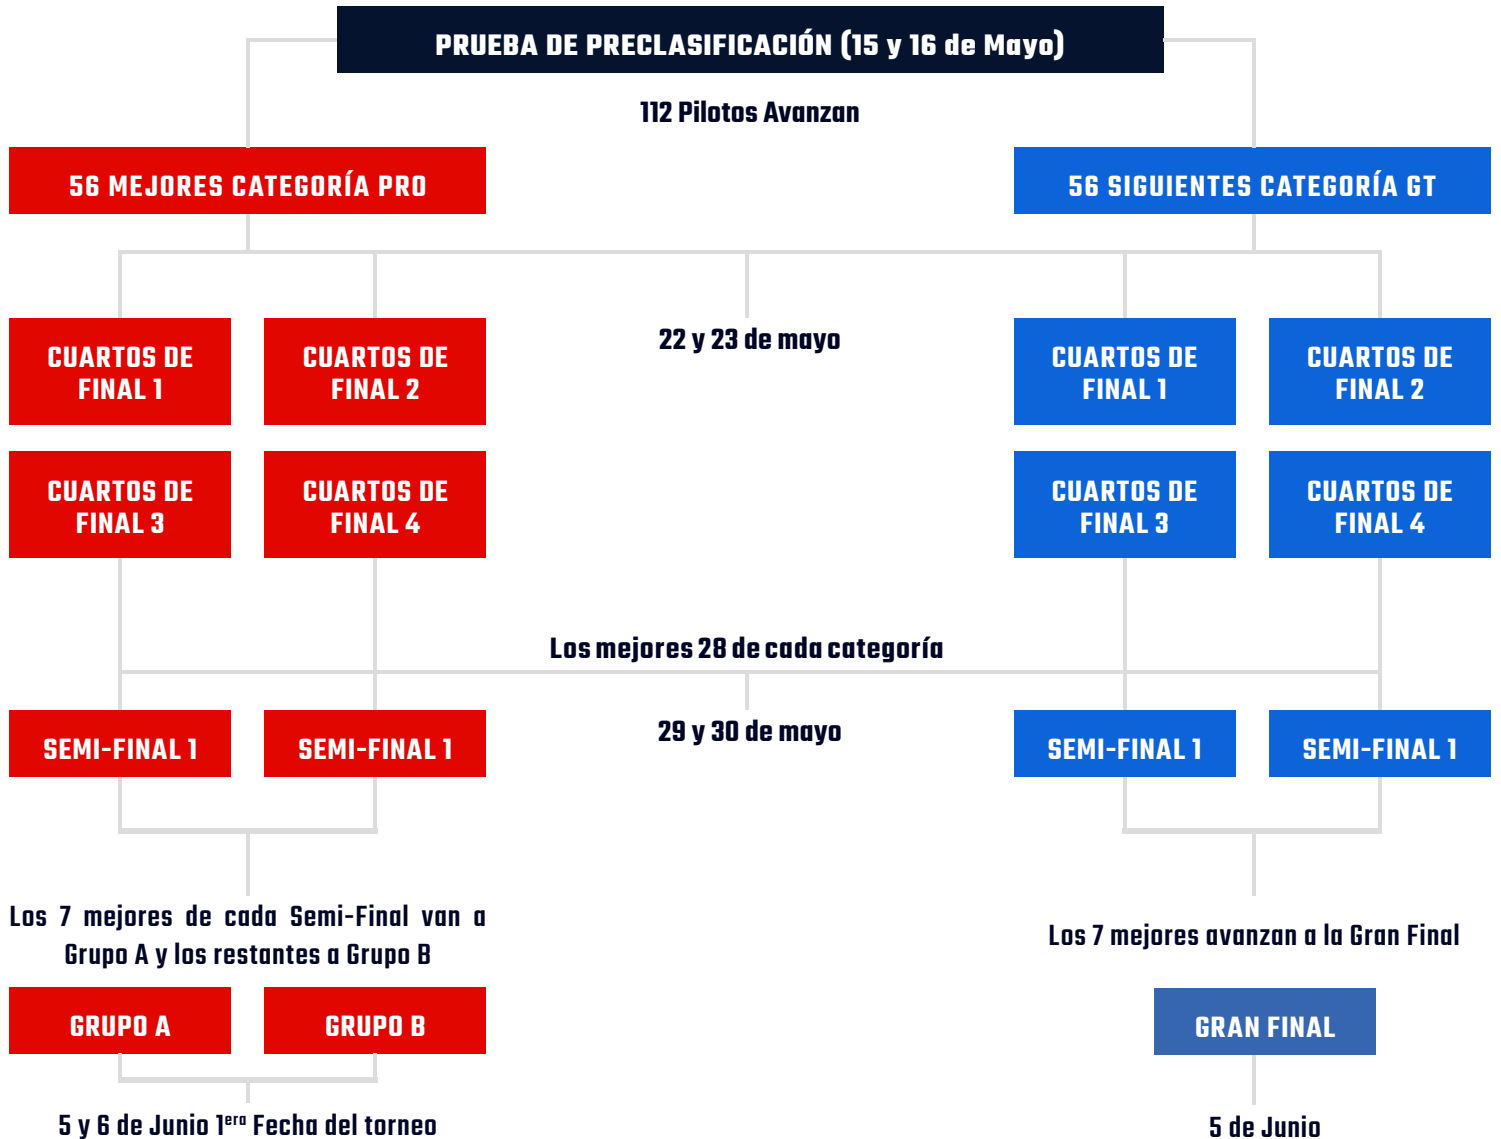 PRUEBA DE PRECLASIFICACIÓN (15 y 16 de Mayo)
112 Pilotos Avanzan
56 MEJORES CATEGORÍA PRO
56 SIGUIENTES CATEGORÍA GT
CUARTOS DE
FINAL 1
CUARTOS DE
FINAL 2
22 y 23 de mayo
CUARTOS DE
FINAL 1
CUARTOS DE
FINAL 2
CUARTOS DE
FINAL 3
CUARTOS DE
FINAL 4
CUARTOS DE
FINAL 3
CUARTOS DE
FINAL 4
Los mejores 28 de cada categoría
SEMI-FINAL 1
SEMI-FINAL 1
29 y 30 de mayo
SEMI-FINAL 1
SEMI-FINAL 1
Los 7 mejores de cada Semi-Final van a
Grupo A y los restantes a Grupo B
Los 7 mejores avanzan a la Gran Final
GRUPO A
GRUPO B
GRAN FINAL
5 y 6 de Junio 1era Fecha del torneo
5 de Junio